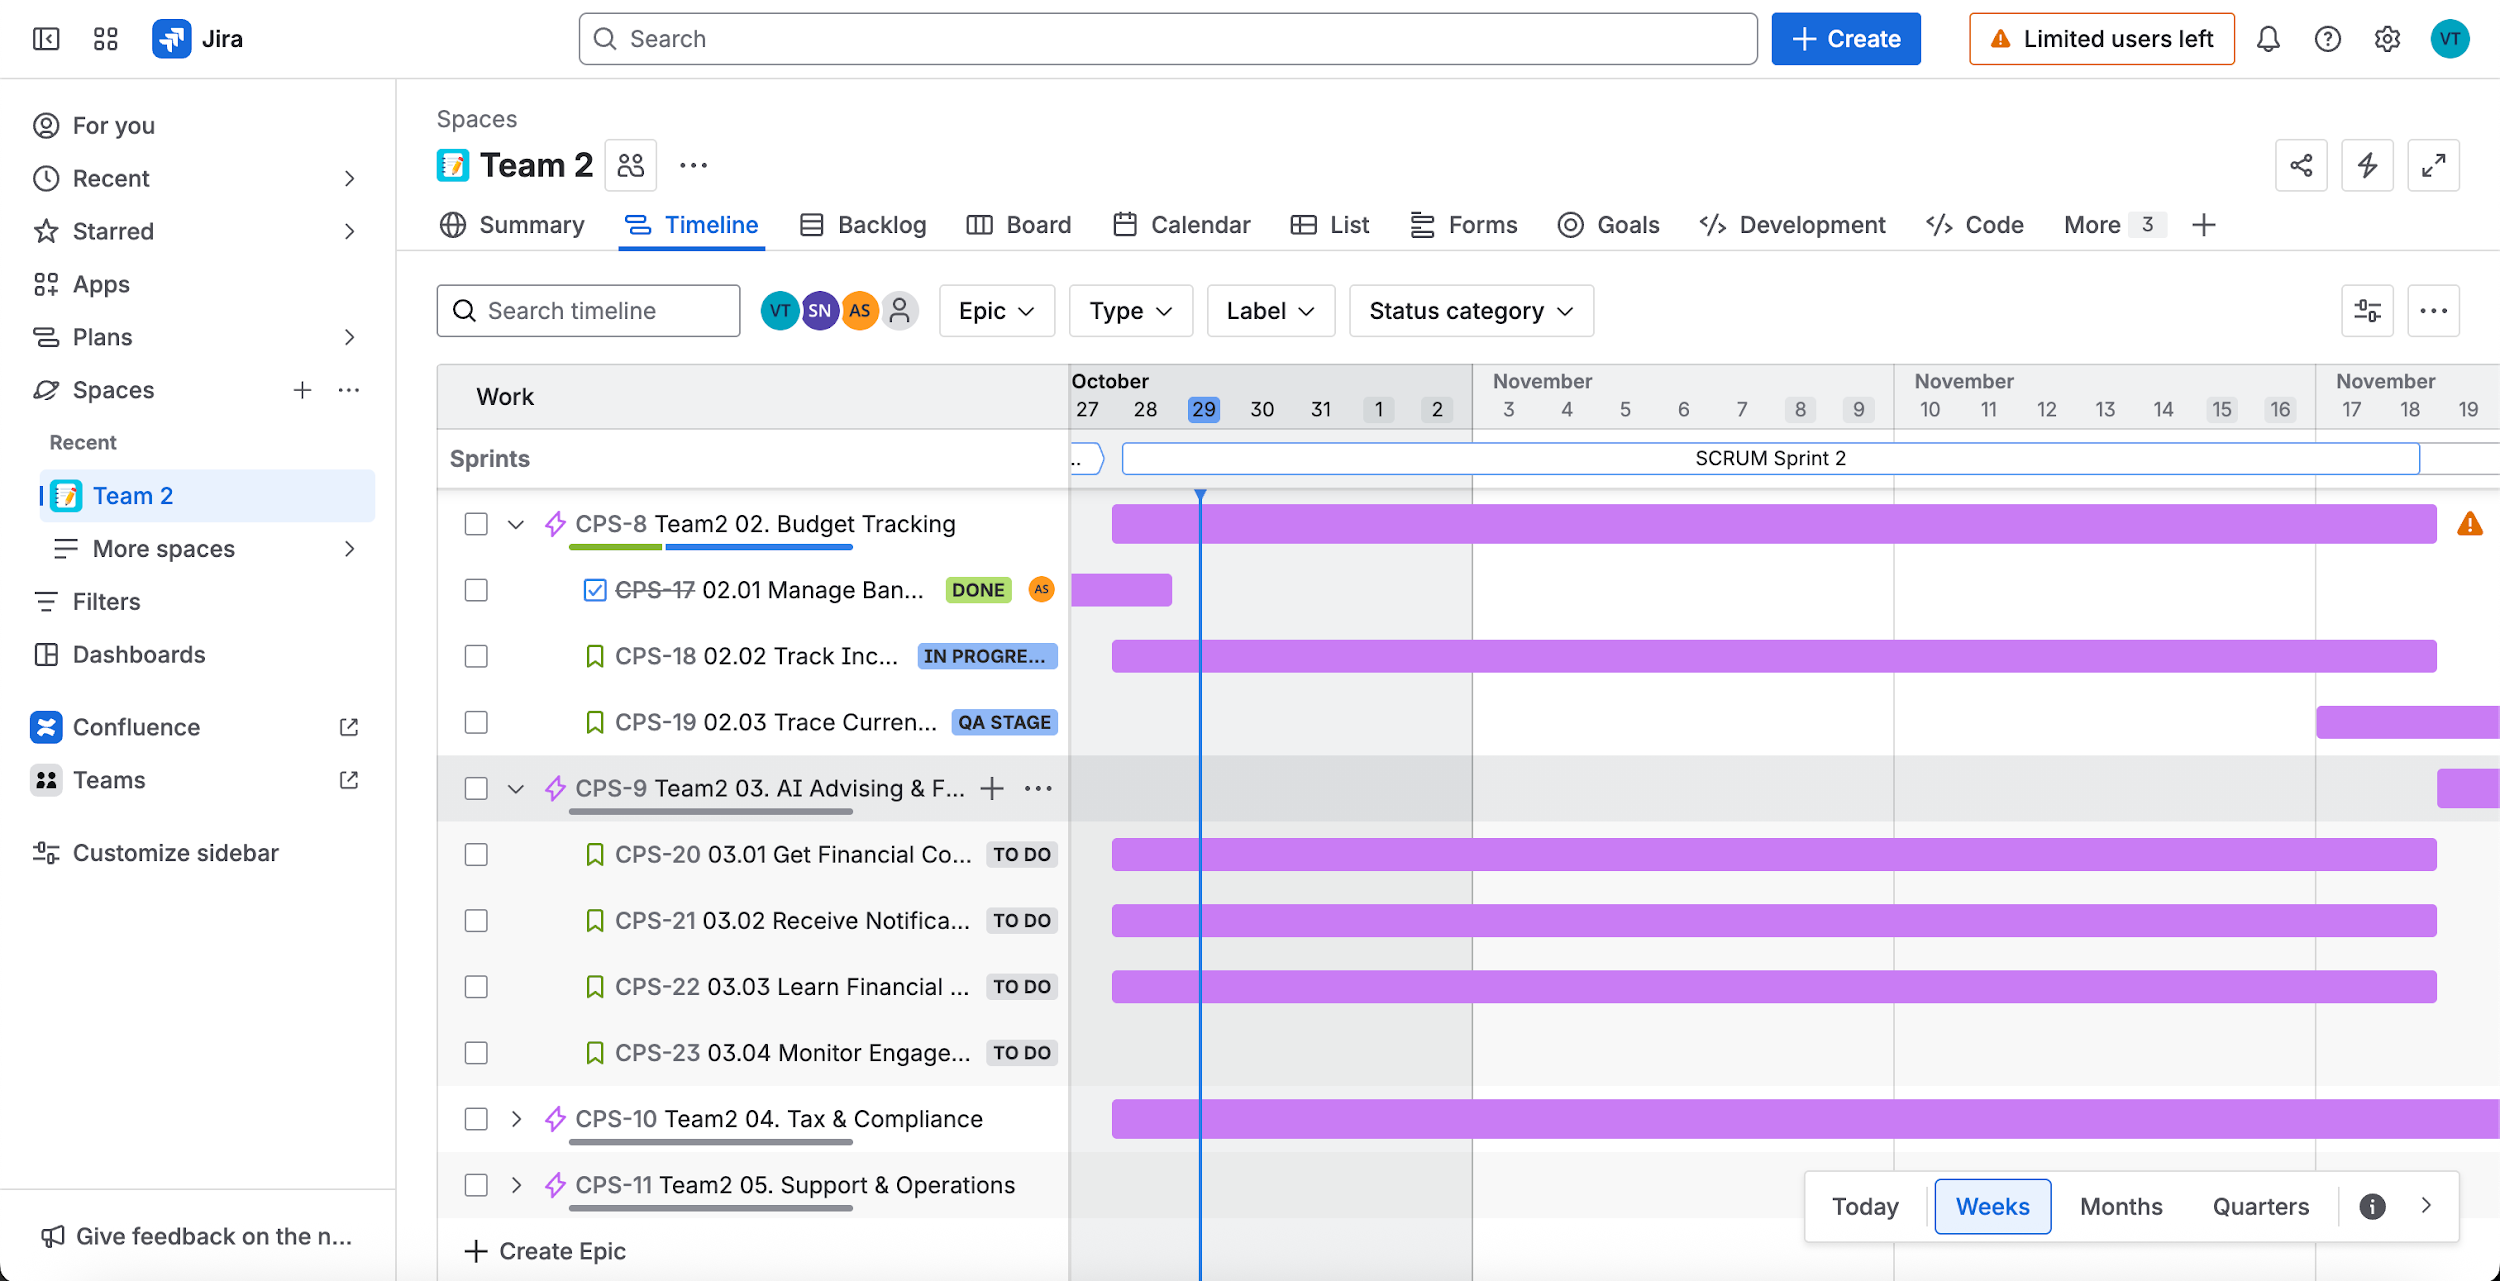 Jira
Search
Create
Limited users left
VT
For you
Recent
Starred
Apps
Plans
Spaces
Recent
Team 2
More spaces
Filters
Dashboards
Confluence
Teams
Customize sidebar
Give feedback on the n...
Spaces
Team 2
Summary
Timeline
Backlog
Board
Calendar
List
Forms
Goals
Development
Code
More 3
Search timeline
VT SN AS
Epic
Type
Label
Status category
Work
October
27 28 29 30 31 1 2
November
3 4 5 6 7 8 9
November
10 11 12 13 14 15 16
November
17 18 19
Sprints
..
SCRUM Sprint 2
CPS-8 Team2 02. Budget Tracking
CPS-17 02.01 Manage Ban... DONE AS
CPS-18 02.02 Track Inc... IN PROGRE...
CPS-19 02.03 Trace Curren... QA STAGE
CPS-9 Team2 03. AI Advising & F...
CPS-20 03.01 Get Financial Co... TO DO
CPS-21 03.02 Receive Notifica... TO DO
CPS-22 03.03 Learn Financial ... TO DO
CPS-23 03.04 Monitor Engage... TO DO
CPS-10 Team2 04. Tax & Compliance
CPS-11 Team2 05. Support & Operations
Create Epic
Today
Weeks
Months
Quarters